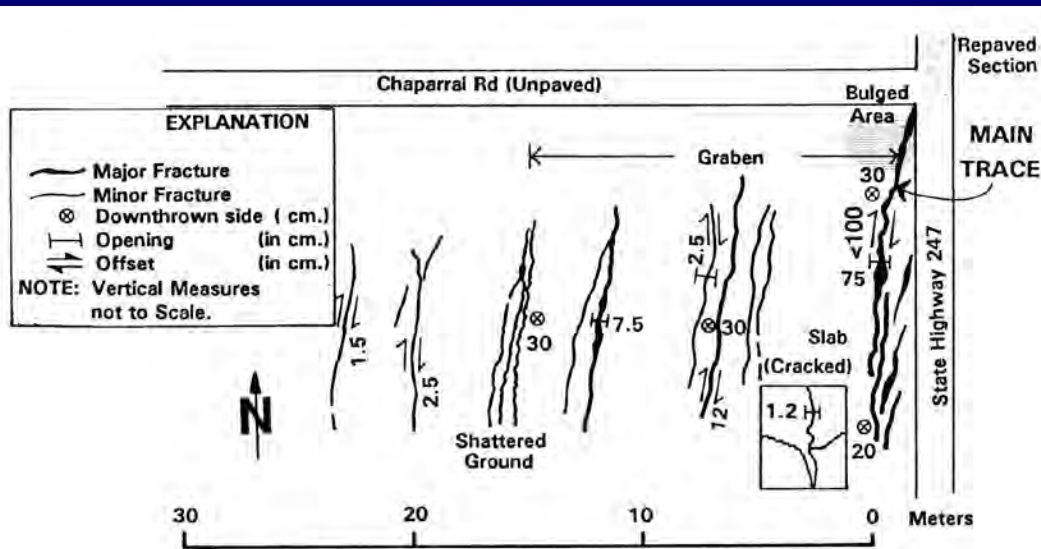 Repaved
Section
Chaparral Rd (Unpaved)
Bulged
Area
MAIN
TRACE
EXPLANATION
Major Fracture
Minor Fracture
Downthrown side ( cm.)
Opening (in cm.)
Offset (in cm.)
NOTE: Vertical Measures
not to Scale.
Graben
30
<100
75
2.5
1.5
2.5
30
7.5
30
12
Slab
(Cracked)
1.2
20
State Highway 247
N
Shattered
Ground
30 20 10 0 Meters